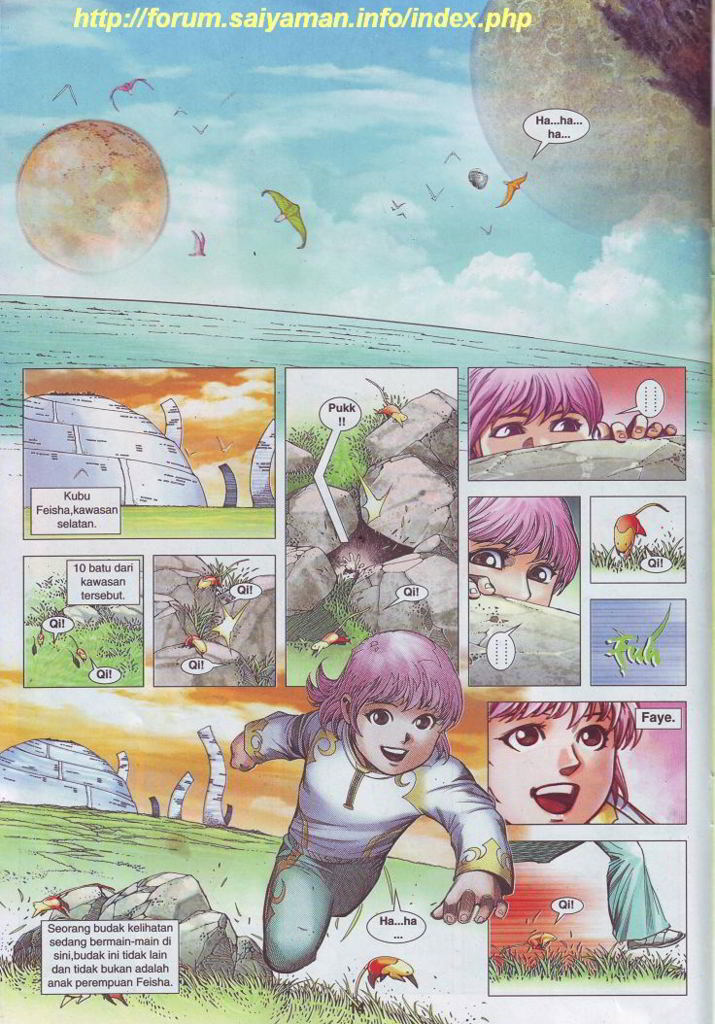 http://forum.saiyaman.info/index.php
Ha...ha...
ha...
Kubu
Feisha,kawasan
selatan.
10 batu dari
kawasan
tersebut.
Qi!
Qi!
Qi!
Qi!
Pukk
!!
Qi!
Qi!
Fuh
Faye.
Seorang budak kelihatan
sedang bermain-main di
sini,budak ini tidak lain
dan tidak bukan adalah
anak perempuan Feisha.
Ha...ha
...
Qi!